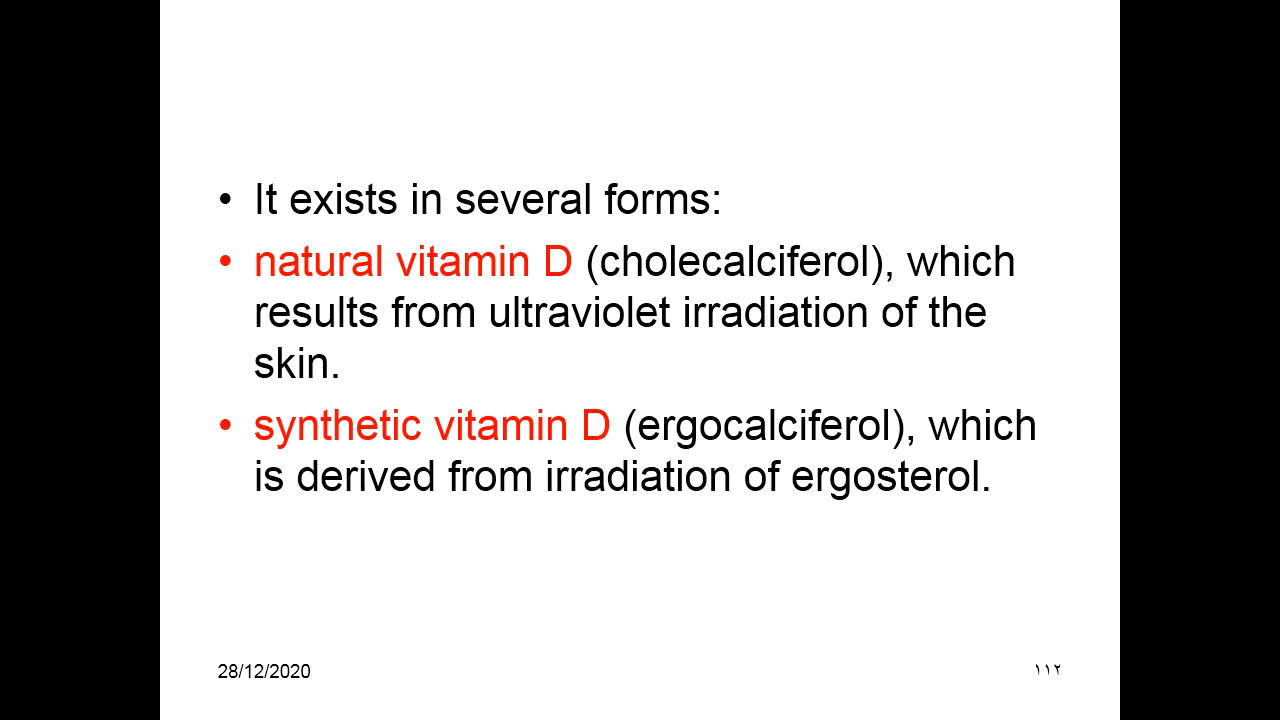 • It exists in several forms:
• natural vitamin D (cholecalciferol), which
results from ultraviolet irradiation of the
skin.
• synthetic vitamin D (ergocalciferol), which
is derived from irradiation of ergosterol.
28/12/2020
١١٢